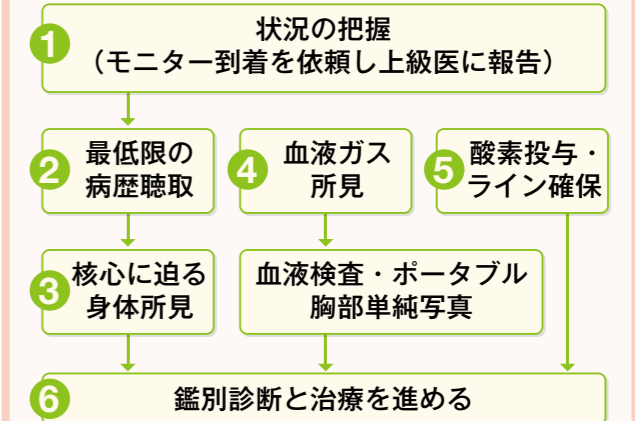 1
状況の把握
（モニター到着を依頼し上級医に報告）
2
最低限の
病歴聴取
4
血液ガス
所見
5
酸素投与・
ライン確保
3
核心に迫る
身体所見
血液検査・ポータブル
胸部単純写真
6
鑑別診断と治療を進める